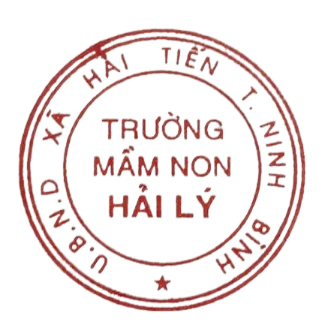 U.B.N.D XÃ HẢI TIẾN T. NINH BÌNH
TRƯỜNG
MẦM NON
HẢI LÝ